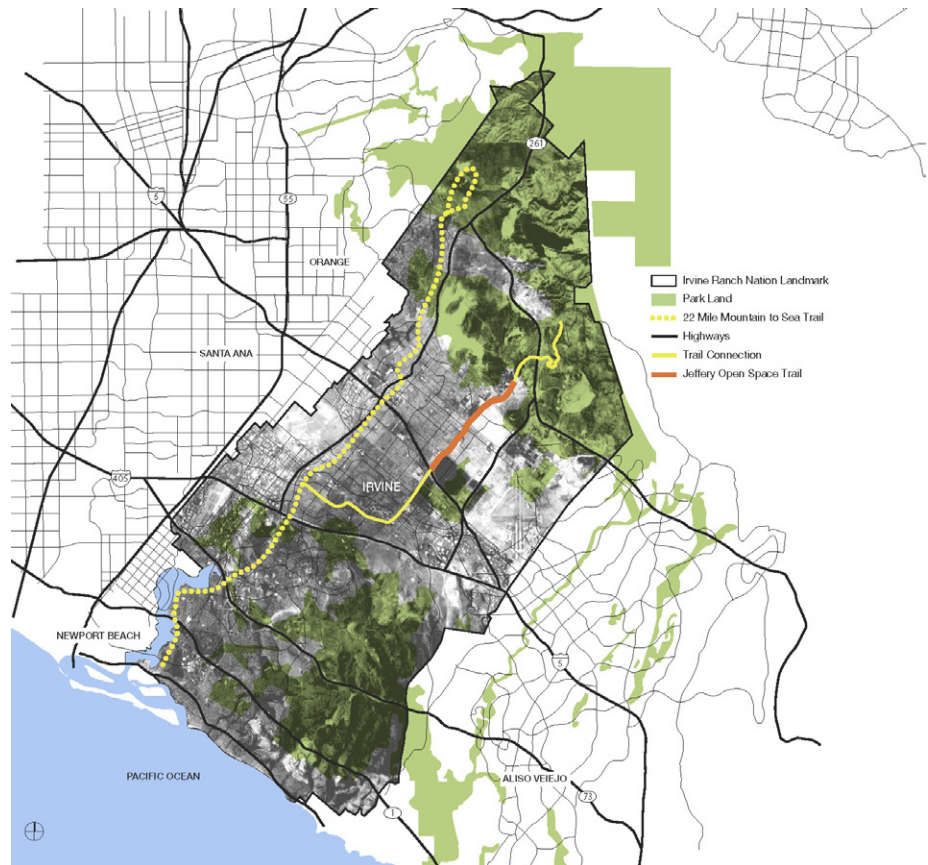 261
5
55
ORANGE
Irvine Ranch Nation Landmark
Park Land
22 Mile Mountain to Sea Trail
Highways
SANTA ANA
Trail Connection
Jeffery Open Space Trail
405
IRVINE
NEWPORT BEACH
5
PACIFIC OCEAN
ALISO VEIEJO
73
1